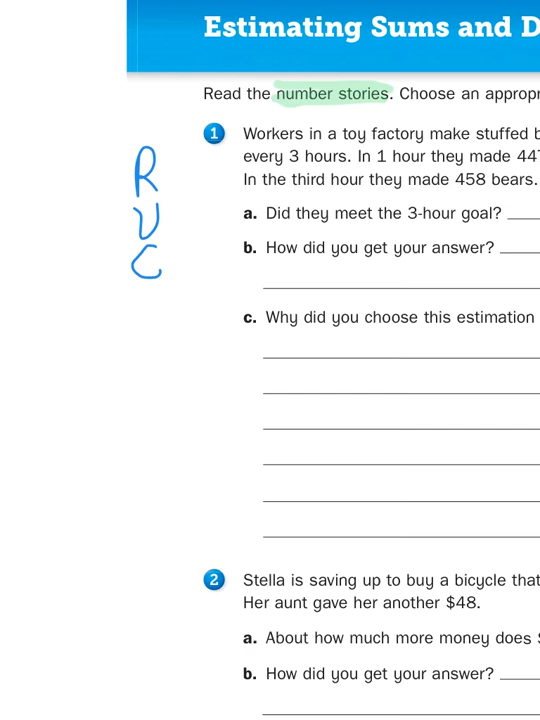 Estimating Sums and
Read the number stories. Choose an
1 Workers in a toy factory make stuffed
every 3 hours. In 1 hour they made
In the third hour they made 458 bears.
R
U
C
a. Did they meet the 3-hour goal?
b. How did you get your answer?
c. Why did you choose this estimation
2 Stella is saving up to buy a bicycle that
Her aunt gave her another $48.
a. About how much more money does
b. How did you get your answer?